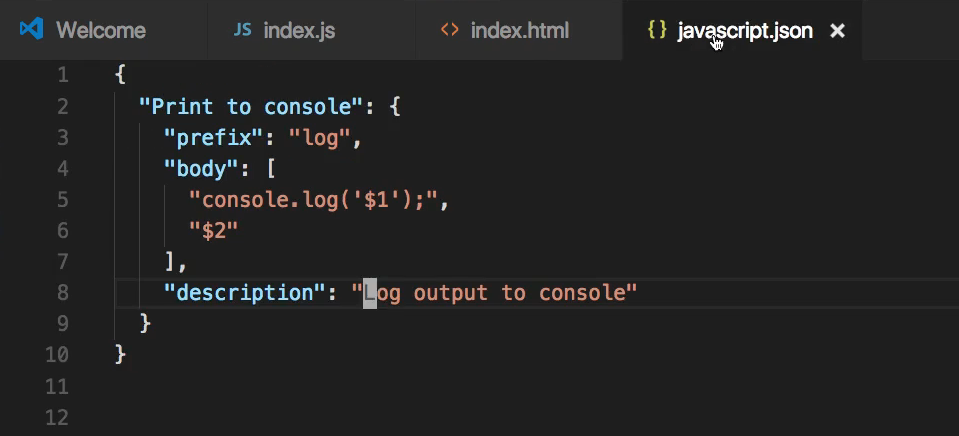 Welcome JS index.js <> index.html {} javascript.json ×
1 {
2 "Print to console": {
3 "prefix": "log",
4 "body": [
5 "console.log('$1');",
6 "$2"
7 ],
8 "description": "Log output to console"
9 }
10 }
11
12